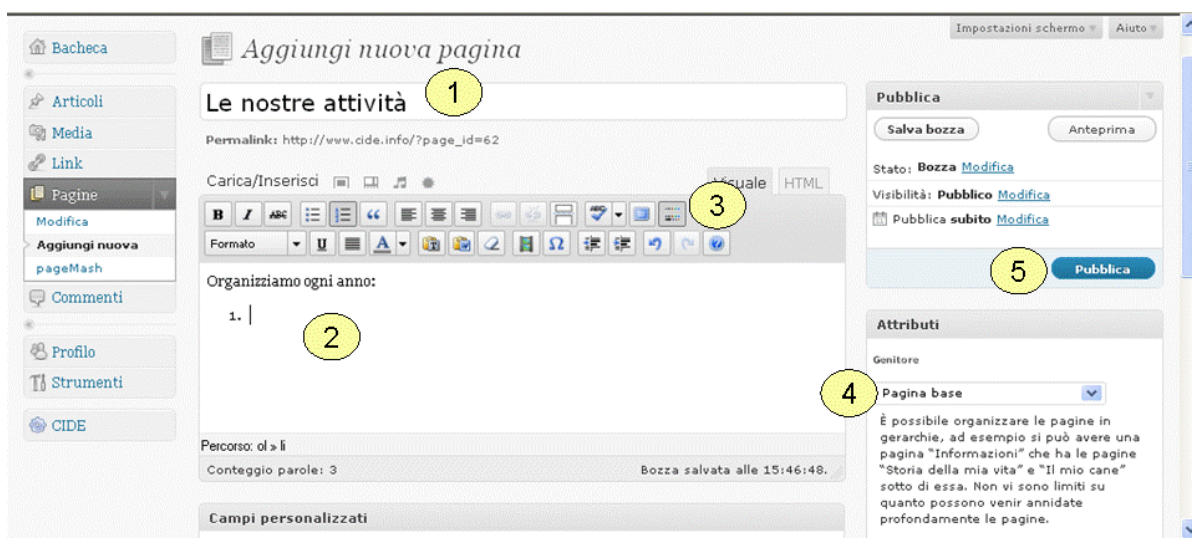 Impostazioni schermo
Aiuto
Bacheca
Articoli
Media
Link
Pagine
Modifica
Aggiungi nuova
pageMash
Commenti
Profilo
Strumenti
CIDE
Aggiungi nuova pagina
Le nostre attività
1
Permalink: http://www.cide.info/?page_id=62
Carica/Inserisci
Visuale
HTML
3
B I ABC
ABC
Formato
U
A
Ω
Organizziamo ogni anno:
1.
2
Percorso: ol » li
Conteggio parole: 3
Bozza salvata alle 15:46:48.
Campi personalizzati
Pubblica
Salva bozza
Anteprima
Stato: Bozza Modifica
Visibilità: Pubblico Modifica
Pubblica subito Modifica
5
Pubblica
Attributi
Genitore
4
Pagina base
È possibile organizzare le pagine in
gerarchie, ad esempio si può avere una
pagina "Informazioni" che ha le pagine
"Storia della mia vita" e "Il mio cane"
sotto di essa. Non vi sono limiti su
quanto possono venir annidate
profondamente le pagine.